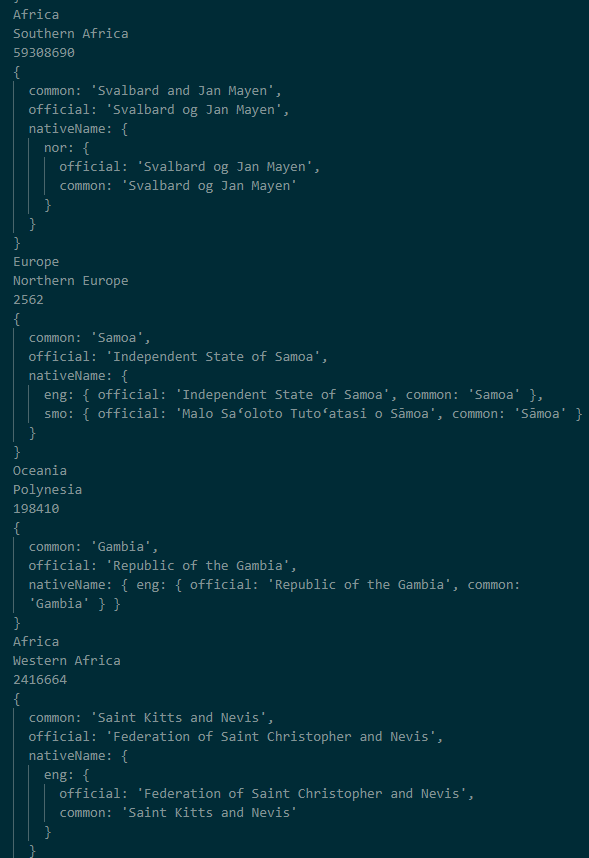 }
Africa
Southern Africa
59308690
{
  common: 'Svalbard and Jan Mayen',
  official: 'Svalbard og Jan Mayen',
  nativeName: {
    nor: {
      official: 'Svalbard og Jan Mayen',
      common: 'Svalbard og Jan Mayen'
    }
  }
}
Europe
Northern Europe
2562
{
  common: 'Samoa',
  official: 'Independent State of Samoa',
  nativeName: {
    eng: { official: 'Independent State of Samoa', common: 'Samoa' },
    smo: { official: 'Malo Saʻoloto Tutoʻatasi o Sāmoa', common: 'Sāmoa' }
  }
}
Oceania
Polynesia
198410
{
  common: 'Gambia',
  official: 'Republic of the Gambia',
  nativeName: { eng: { official: 'Republic of the Gambia', common:
  'Gambia' } }
}
Africa
Western Africa
2416664
{
  common: 'Saint Kitts and Nevis',
  official: 'Federation of Saint Christopher and Nevis',
  nativeName: {
    eng: {
      official: 'Federation of Saint Christopher and Nevis',
      common: 'Saint Kitts and Nevis'
    }
  }